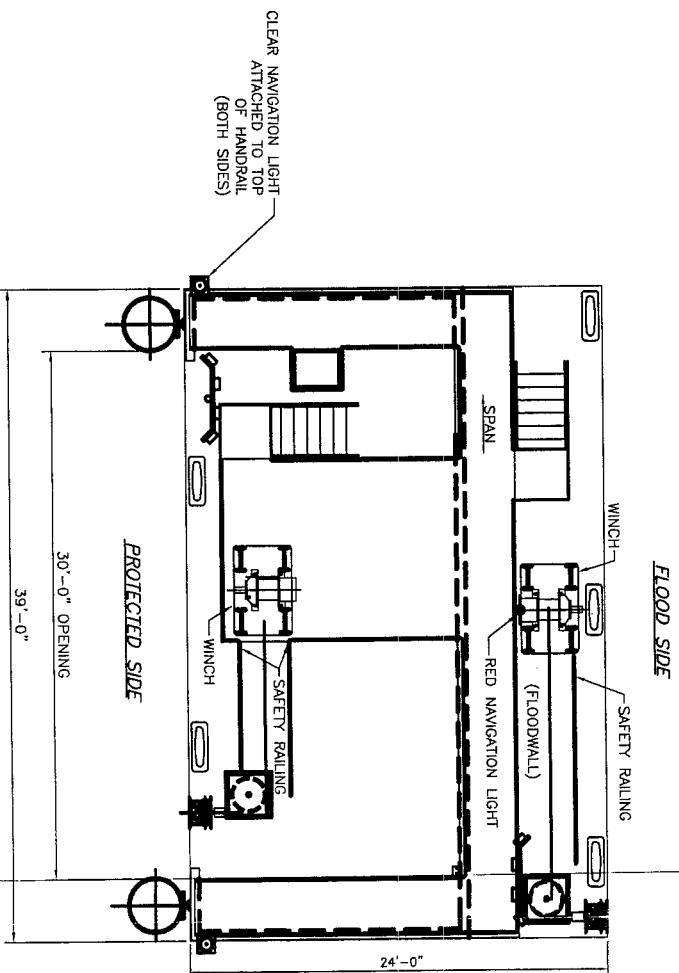 CLEAR NAVIGATION LIGHT
ATTACHED TO TOP
OF HANDRAIL
(BOTH SIDES)
FLOOD SIDE
WINCH
SAFETY RAILING
(FLOODWALL)
RED NAVIGATION LIGHT
SPAN
WINCH
SAFETY RAILING
PROTECTED SIDE
30'-0" OPENING
39'-0"
24'-0"